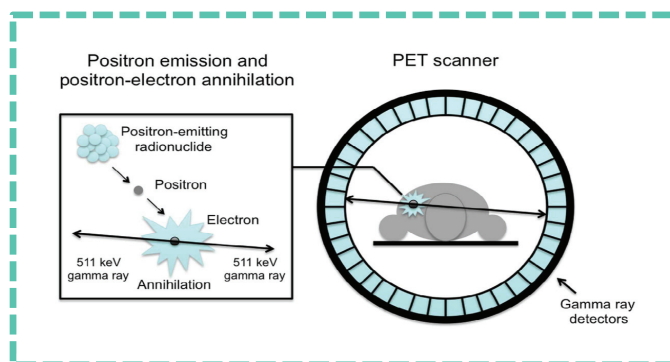 Positron emission and
positron-electron annihilation
PET scanner
Positron-emitting
radionuclide
Positron
Electron
511 keV
gamma ray
511 keV
gamma ray
Annihilation
Gamma ray
detectors